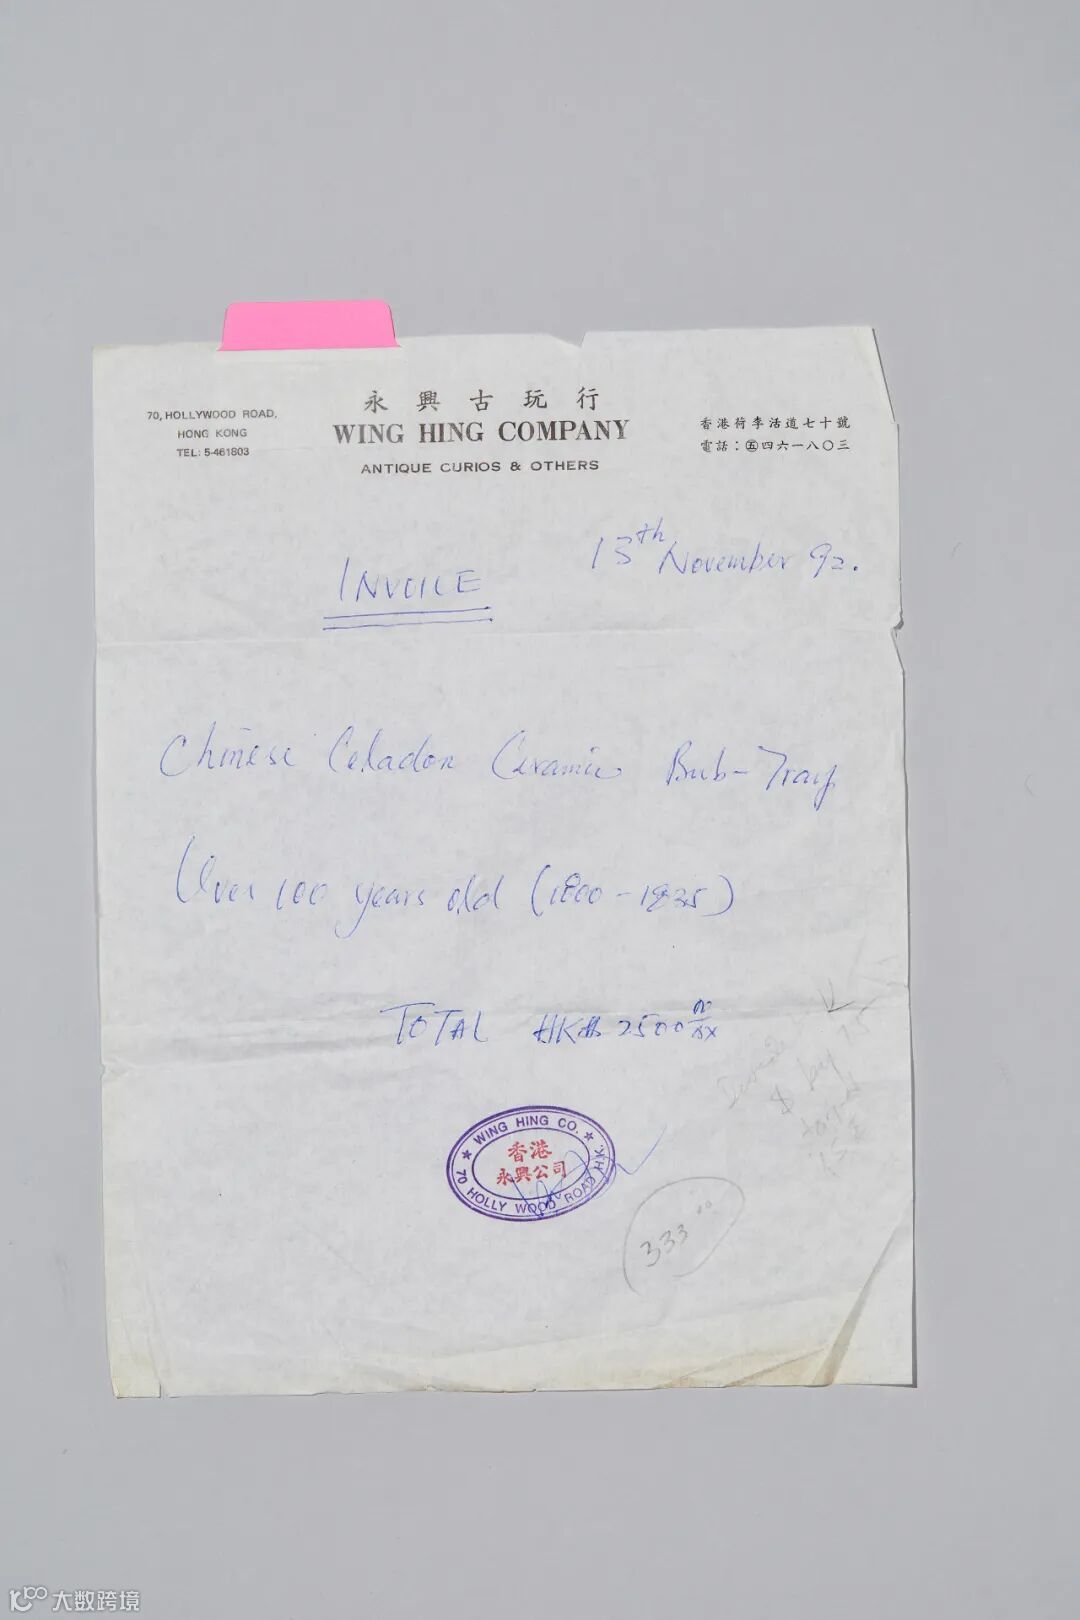 永興古玩行
WING HING COMPANY
ANTIQUE CURIOS & OTHERS
70, HOLLYWOOD ROAD,
HONG KONG
TEL: 5-461803
香港荷李活道七十號
電話：㊄四六一八〇三
13th November 92.
INVOICE
Chinese Celadon Ceramic Bub-Tray
Over 100 years old (1800-1835)
TOTAL HK$ 2500
★ WING HING CO. ★
香港
永興公司
70 HOLLY WOOD ROAD H.K.
333.00
大数跨境